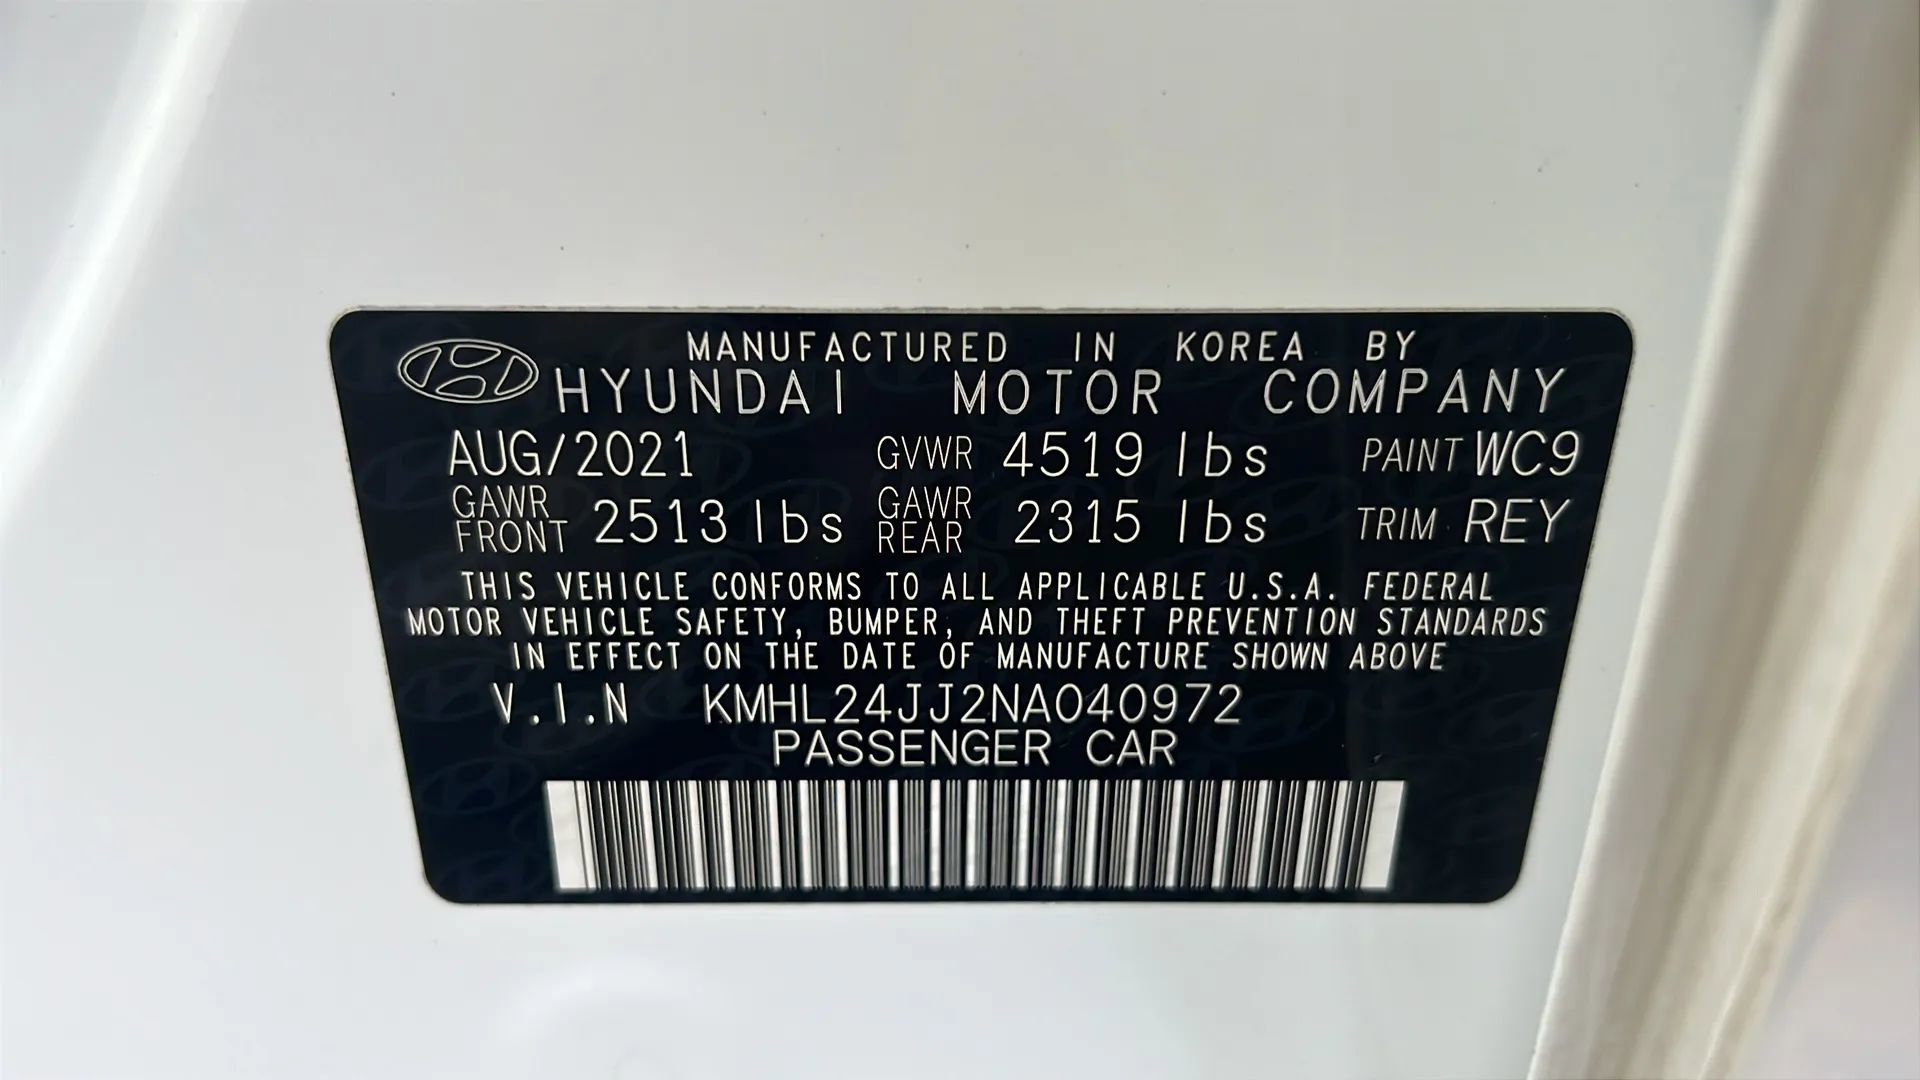 MANUFACTURED IN KOREA BY
HYUNDAI MOTOR COMPANY
AUG/2021 GVWR 4519 lbs PAINT WC9
GAWR FRONT 2513 lbs GAWR REAR 2315 lbs TRIM REY
THIS VEHICLE CONFORMS TO ALL APPLICABLE U.S.A. FEDERAL
MOTOR VEHICLE SAFETY, BUMPER, AND THEFT PREVENTION STANDARDS
IN EFFECT ON THE DATE OF MANUFACTURE SHOWN ABOVE
V.I.N KMHL24JJ2NA040972
PASSENGER CAR